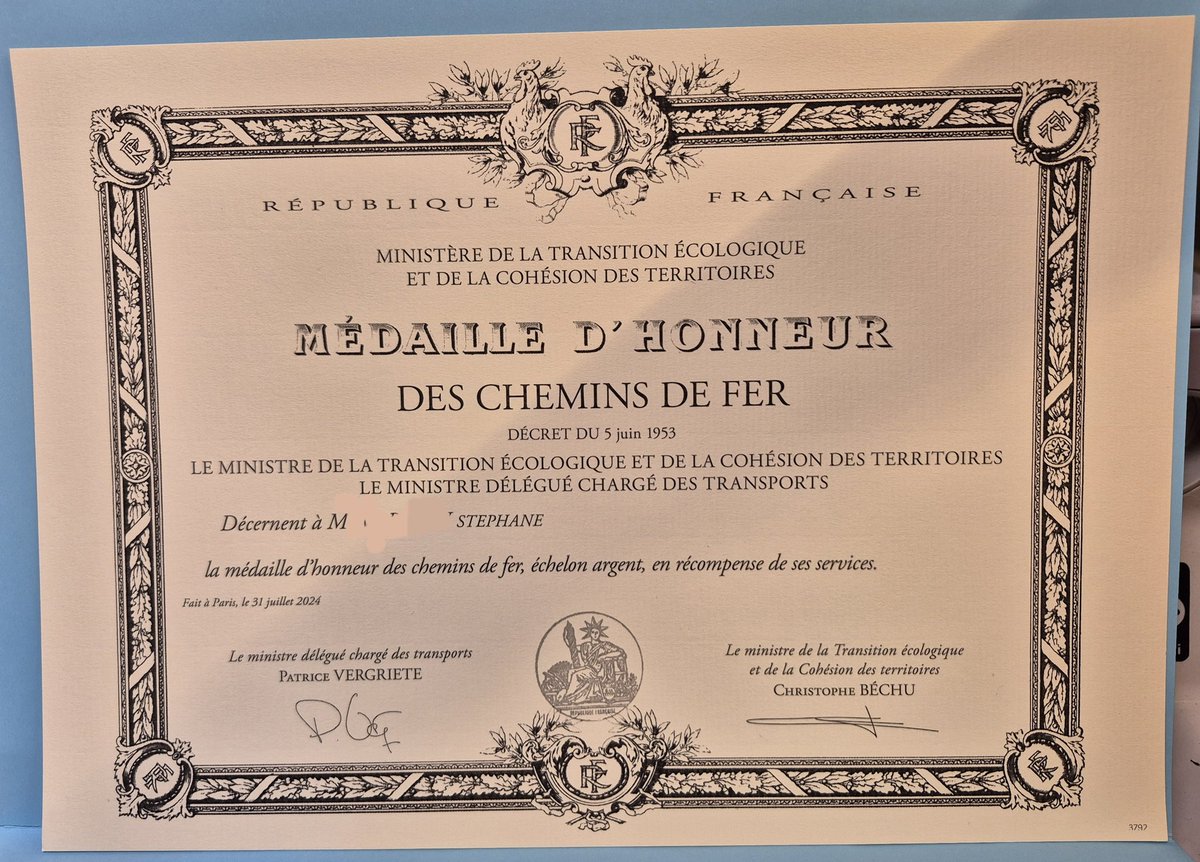 RF
RÉPUBLIQUE FRANÇAISE
MINISTÈRE DE LA TRANSITION ÉCOLOGIQUE
ET DE LA COHÉSION DES TERRITOIRES
MÉDAILLE D'HONNEUR
DES CHEMINS DE FER
DÉCRET DU 5 juin 1953
LE MINISTRE DE LA TRANSITION ÉCOLOGIQUE ET DE LA COHÉSION DES TERRITOIRES
LE MINISTRE DÉLÉGUÉ CHARGÉ DES TRANSPORTS
Décernent à M STEPHANE
la médaille d'honneur des chemins de fer, échelon argent, en récompense de ses services.
Fait à Paris, le 31 juillet 2024
Le ministre délégué chargé des transports
PATRICE VERGRIETE
Le ministre de la Transition écologique
et de la Cohésion des territoires
CHRISTOPHE BÉCHU
RÉPUBLIQUE FRANÇAISE
RF
3792